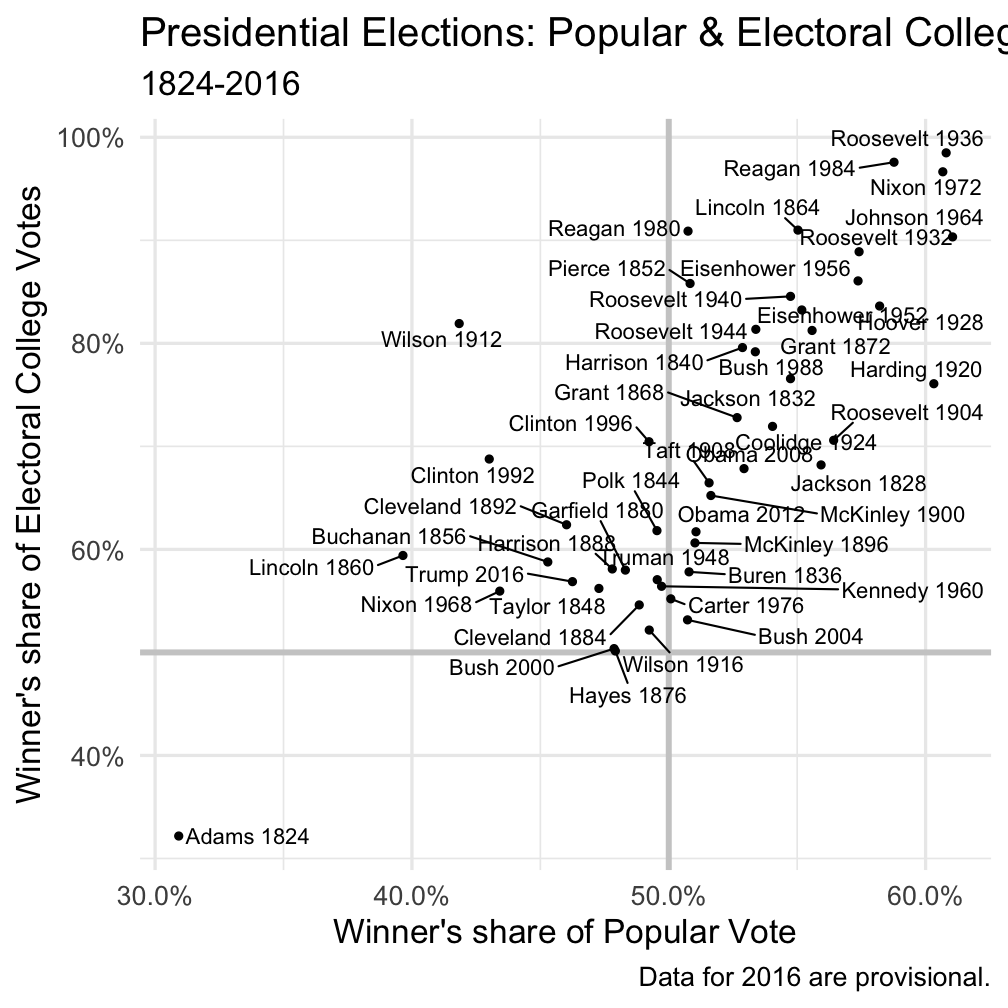 Presidential Elections: Popular & Electoral Colleg
1824-2016
Winner's share of Electoral College Votes
100%
80%
60%
40%
Roosevelt 1936
Reagan 1984
Nixon 1972
Lincoln 1864
Johnson 1964
Reagan 1980
Roosevelt 1932
Pierce 1852
Eisenhower 1956
Roosevelt 1940
Eisenhower 1952
Hoover 1928
Roosevelt 1944
Wilson 1912
Grant 1872
Harrison 1840
Bush 1988
Harding 1920
Grant 1868
Jackson 1832
Roosevelt 1904
Clinton 1996
Coolidge 1924
Taft 1908
Obama 2008
Clinton 1992
Polk 1844
Jackson 1828
Cleveland 1892
Garfield 1880
Obama 2012
McKinley 1900
Buchanan 1856
Harrison 1888
McKinley 1896
Truman 1948
Lincoln 1860
Trump 2016
Buren 1836
Kennedy 1960
Nixon 1968
Taylor 1848
Carter 1976
Cleveland 1884
Bush 2004
Bush 2000
Wilson 1916
Hayes 1876
Adams 1824
30.0%
40.0%
50.0%
60.0%
Winner's share of Popular Vote
Data for 2016 are provisional.